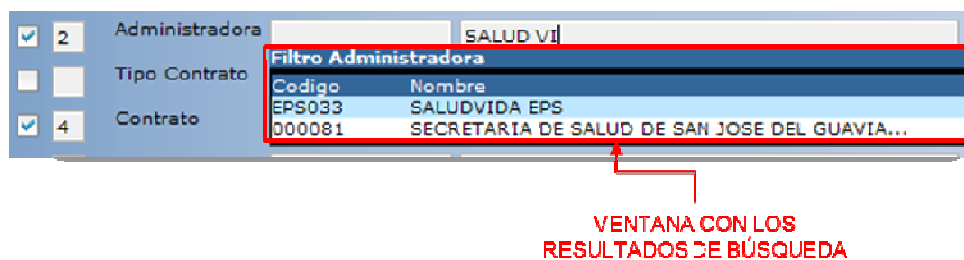 2 Administradora SALUD VI
Filtro Administradora
Tipo Contrato
Codigo Nombre
EPS033 SALUDVIDA EPS
4 Contrato
000081 SECRETARIA DE SALUD DE SAN JOSE DEL GUAVIA...
VENTANA CON LOS
RESULTADOS DE BÚSQUEDA